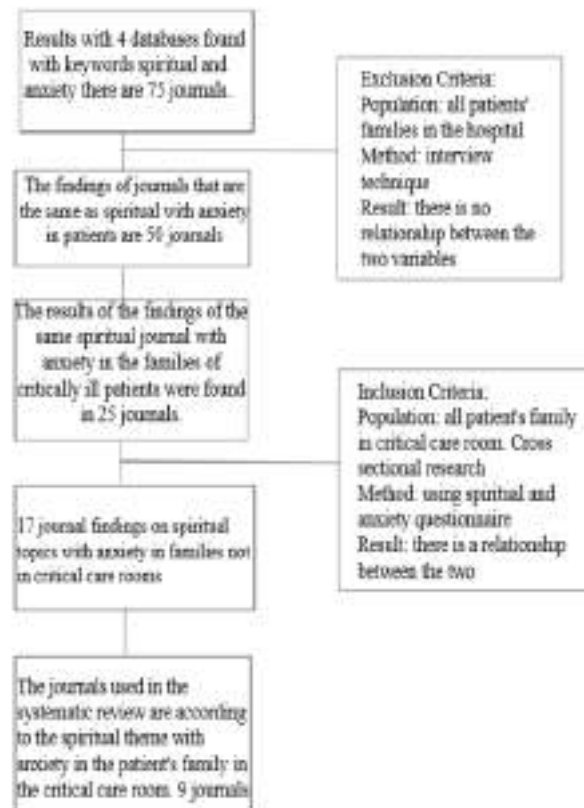 Results with 4 databases found
with keywords spiritual and
anxiety there are 75 journals.
Exclusion Criteria:
Population: all patients'
families in the hospital
Method: interview
technique
Result: there is no
relationship between the
two variables
The findings of journals that are
the same as spiritual with anxiety
in patients are 50 journals
The results of the findings of the
same spiritual journal with
anxiety in the families of
critically ill patients were found
in 25 journals
Inclusion Criteria.
Population: all patient's family
in critical care room. Cross
sectional research
Method: using spiritual and
anxiety questionnaire
Result: there is a relationship
between the two
17 journal findings on spiritual
topics with anxiety in families not
in critical care rooms
The journals used in the
systematic review are according
to the spiritual theme with
anxiety in the patient's family in
the critical care room. 9 journals